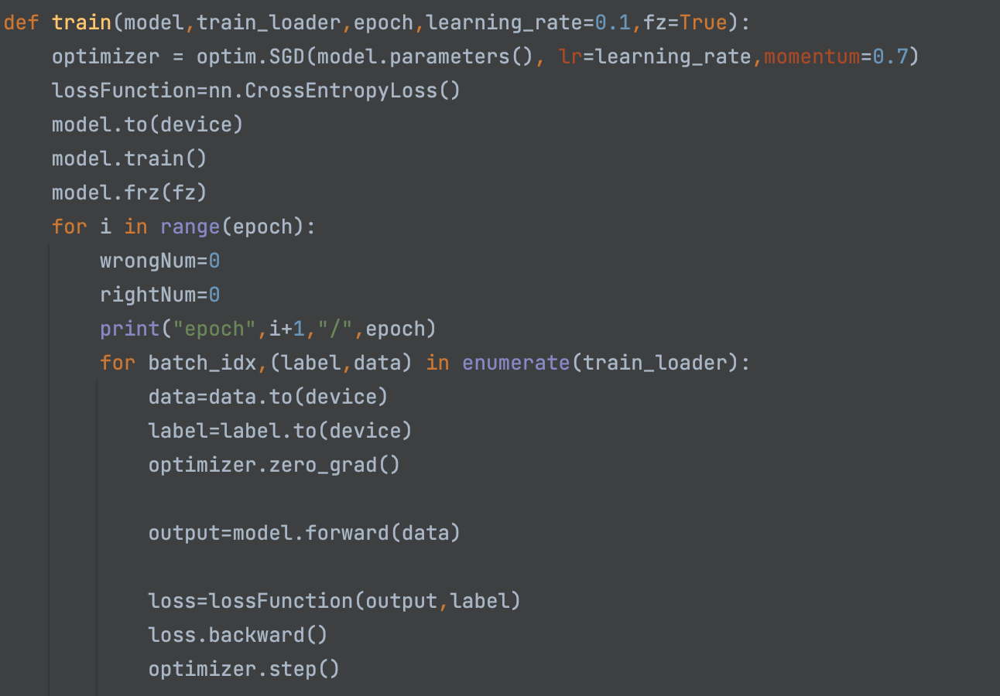 def train(model,train_loader,epoch,learning_rate=0.1,fz=True):
    optimizer = optim.SGD(model.parameters(), lr=learning_rate,momentum=0.7)
    lossFunction=nn.CrossEntropyLoss()
    model.to(device)
    model.train()
    model.frz(fz)
    for i in range(epoch):
        wrongNum=0
        rightNum=0
        print("epoch",i+1,"/",epoch)
        for batch_idx,(label,data) in enumerate(train_loader):
            data=data.to(device)
            label=label.to(device)
            optimizer.zero_grad()
            output=model.forward(data)
            loss=lossFunction(output,label)
            loss.backward()
            optimizer.step()